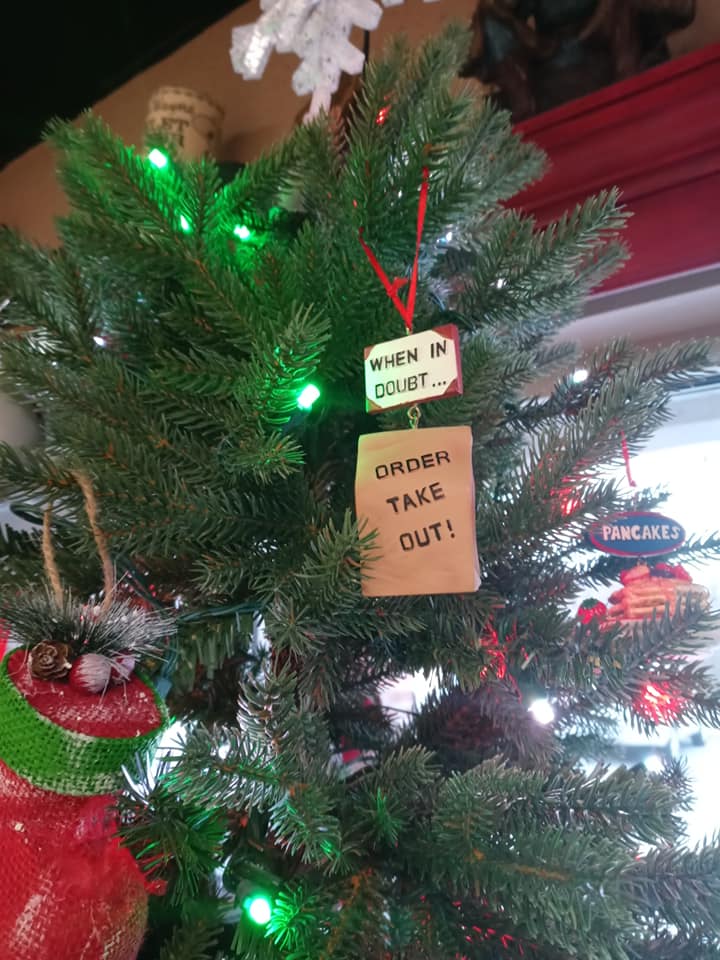 WHEN IN
DOUBT...
ORDER
TAKE
OUT!
PANCAKES